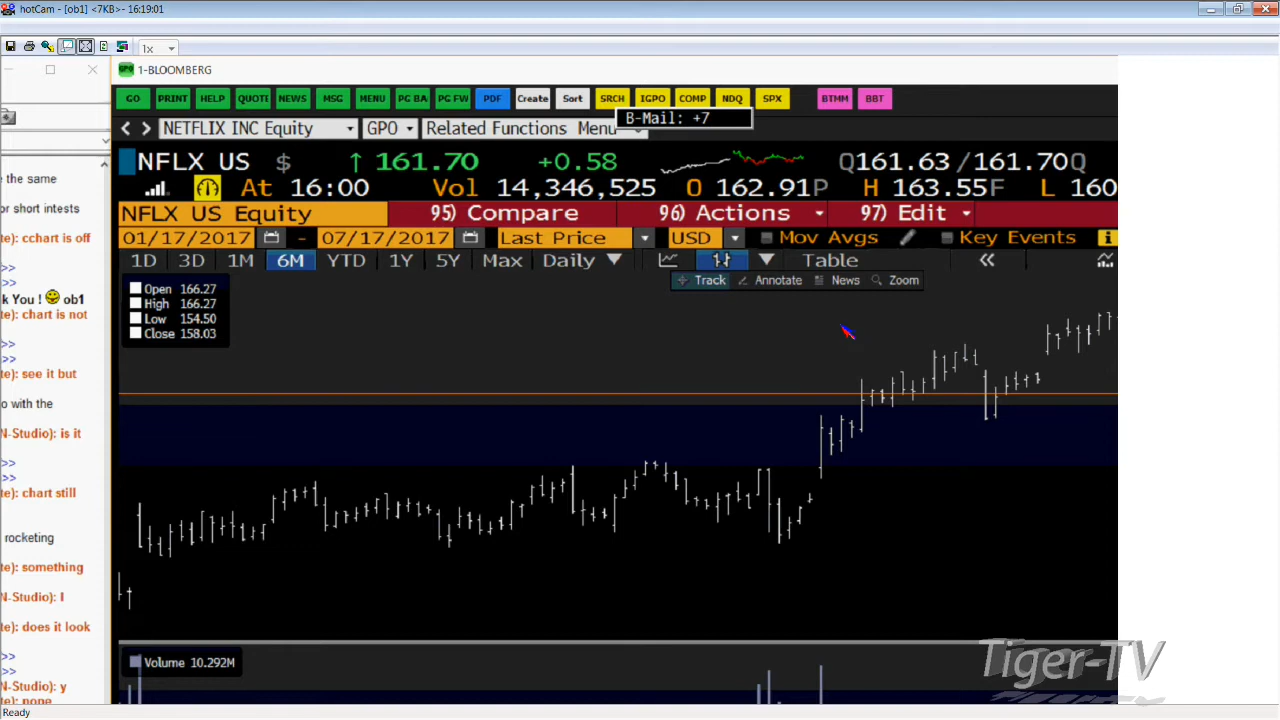 hotCam - [ob1] <7KB> - 16:19:01
1x
1-BLOOMBERG
GO PRINT HELP QUOTE NEWS MSG MENU PG BA PG FW PDF Create Sort SRCH IGPO COMP NDQ SPX BTMM BBT
B-Mail: +7
NETFLIX INC Equity GPO Related Functions Menu
NFLX US $ ↑ 161.70 +0.58 Q161.63 /161.70Q
At 16:00 Vol 14,346,525 O 162.91P H 163.55F L 160
NFLX US Equity 95) Compare 96) Actions 97) Edit
01/17/2017 - 07/17/2017 Last Price USD Mov Avgs Key Events
1D 3D 1M 6M YTD 1Y 5Y Max Daily Table «
Track Annotate News Zoom
Open 166.27
High 166.27
Low 154.50
Close 158.03
Volume 10.292M
e the same
or short intests
te): cchart is off
>>
k You ! ob1
te): chart is not
>>
>>
te): see it but
o with the
N-Studio): is it
>>
>>
te): chart still
rocketing
te): something
N-Studio): I
te): does it look
>>
>>
N-Studio): y
te): nope
Tiger-TV
Ready